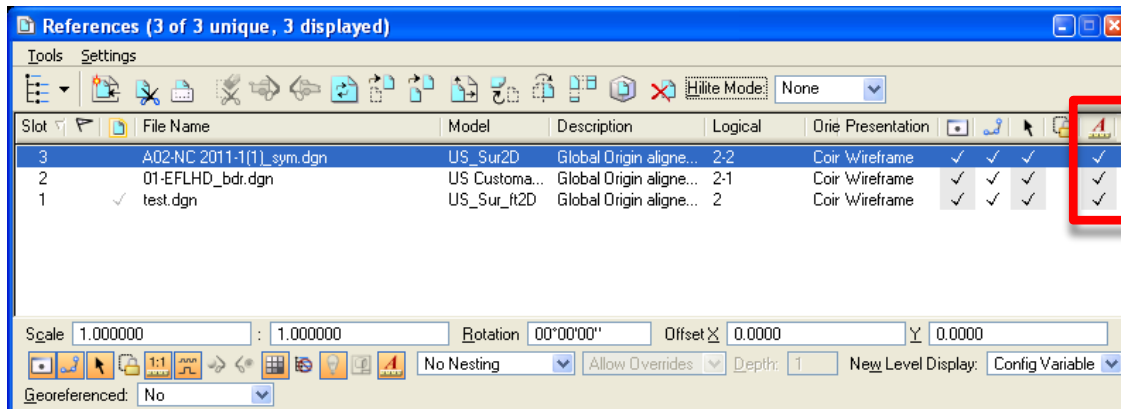 References (3 of 3 unique, 3 displayed)
Tools Settings
Hilite Mode: None
Slot File Name Model Description Logical Orie Presentation A
3 A02-NC 2011-1(1)_sym.dgn US_Sur2D Global Origin aligne... 2-2 Coir Wireframe
2 01-EFLHD_bdr.dgn US Customa... Global Origin aligne... 2-1 Coir Wireframe
1 test.dgn US_Sur_ft2D Global Origin aligne... 2 Coir Wireframe
Scale 1.000000 : 1.000000 Rotation 00°00'00'' Offset X 0.0000 Y 0.0000
1:1 A No Nesting Allow Overrides Depth: 1 New Level Display: Config Variable
Georeferenced: No